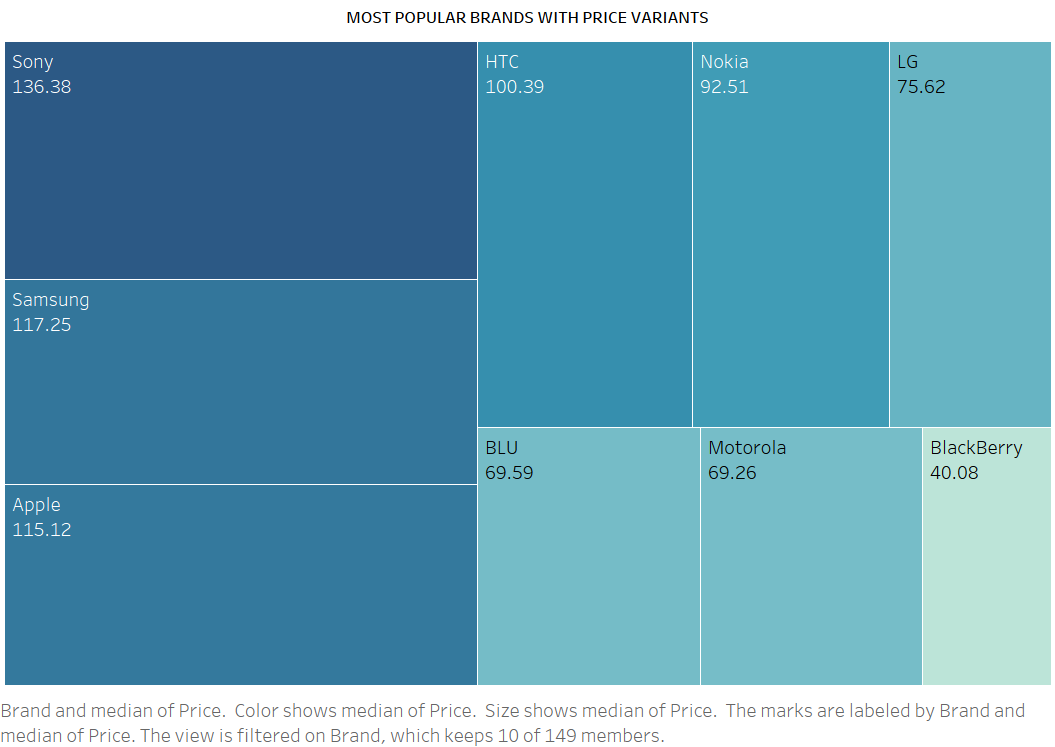 MOST POPULAR BRANDS WITH PRICE VARIANTS
Sony
136.38
Samsung
117.25
Apple
115.12
HTC
100.39
Nokia
92.51
LG
75.62
BLU
69.59
Motorola
69.26
BlackBerry
40.08
Brand and median of Price.  Color shows median of Price.  Size shows median of Price.  The marks are labeled by Brand and
median of Price. The view is filtered on Brand, which keeps 10 of 149 members.